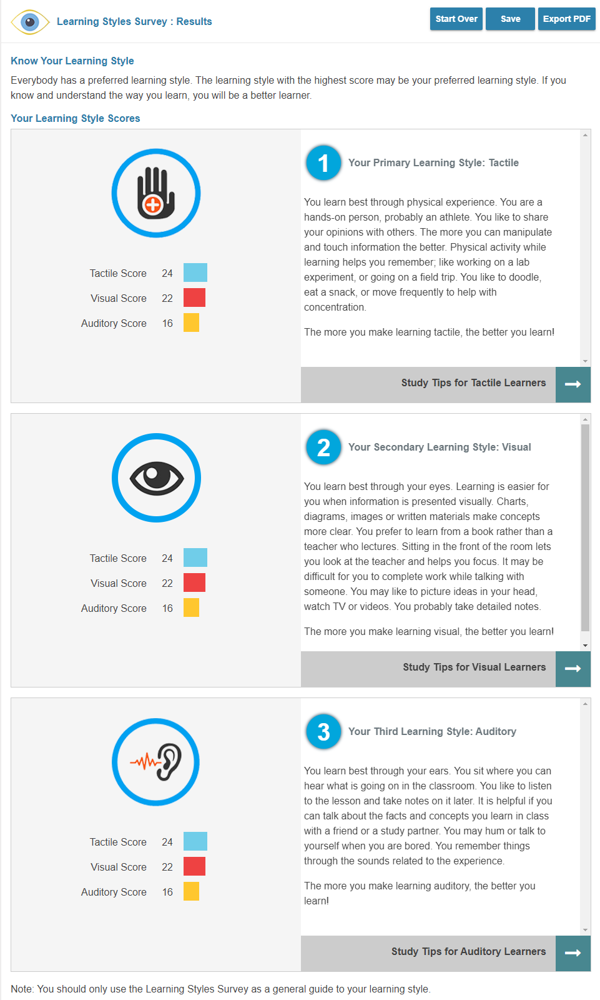 Learning Styles Survey : Results
Start Over
Save
Export PDF
Know Your Learning Style
Everybody has a preferred learning style. The learning style with the highest score may be your preferred learning style. If you
know and understand the way you learn, you will be a better learner.
Your Learning Style Scores
Tactile Score 24
Visual Score 22
Auditory Score 16
1 Your Primary Learning Style: Tactile
You learn best through physical experience. You are a
hands-on person, probably an athlete. You like to share
your opinions with others. The more you can manipulate
and touch information the better. Physical activity while
learning helps you remember; like working on a lab
experiment, or going on a field trip. You like to doodle,
eat a snack, or move frequently to help with
concentration.
The more you make learning tactile, the better you learn!
Study Tips for Tactile Learners
Tactile Score 24
Visual Score 22
Auditory Score 16
2 Your Secondary Learning Style: Visual
You learn best through your eyes. Learning is easier for
you when information is presented visually. Charts,
diagrams, images or written materials make concepts
more clear. You prefer to learn from a book rather than a
teacher who lectures. Sitting in the front of the room lets
you look at the teacher and helps you focus. It may be
difficult for you to complete work while talking with
someone. You may like to picture ideas in your head,
watch TV or videos. You probably take detailed notes.
The more you make learning visual, the better you learn!
Study Tips for Visual Learners
Tactile Score 24
Visual Score 22
Auditory Score 16
3 Your Third Learning Style: Auditory
You learn best through your ears. You sit where you can
hear what is going on in the classroom. You like to listen
to the lesson and take notes on it later. It is helpful if you
can talk about the facts and concepts you learn in class
with a friend or a study partner. You may hum or talk to
yourself when you are bored. You remember things
through the sounds related to the experience.
The more you make learning auditory, the better you
learn!
Study Tips for Auditory Learners
Note: You should only use the Learning Styles Survey as a general guide to your learning style.